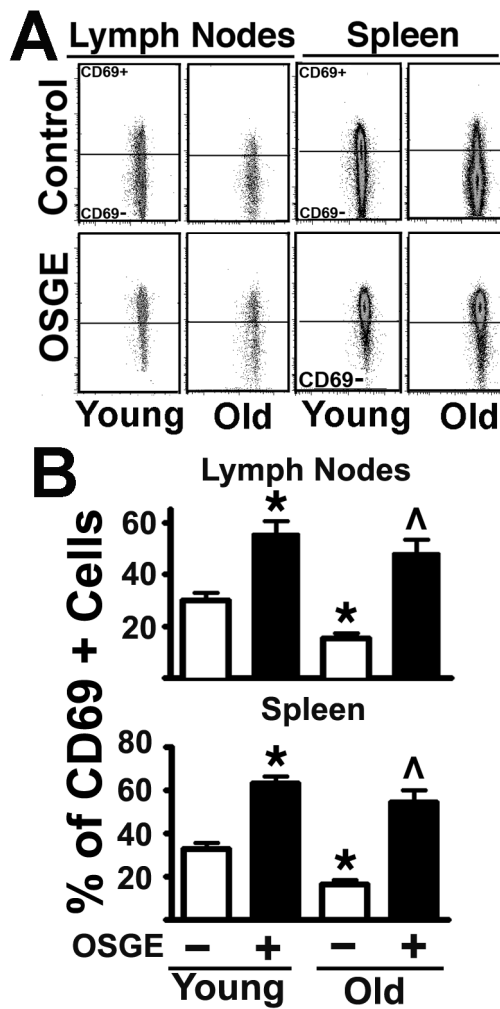 A
Lymph Nodes Spleen
Control
CD69+ CD69+
CD69- CD69-
OSGE
CD69-
Young Old Young Old
B
Lymph Nodes
% of CD69 + Cells
* ^
60
40
*
20
Spleen
80
* ^
60
40
*
20
OSGE - + - +
Young Old